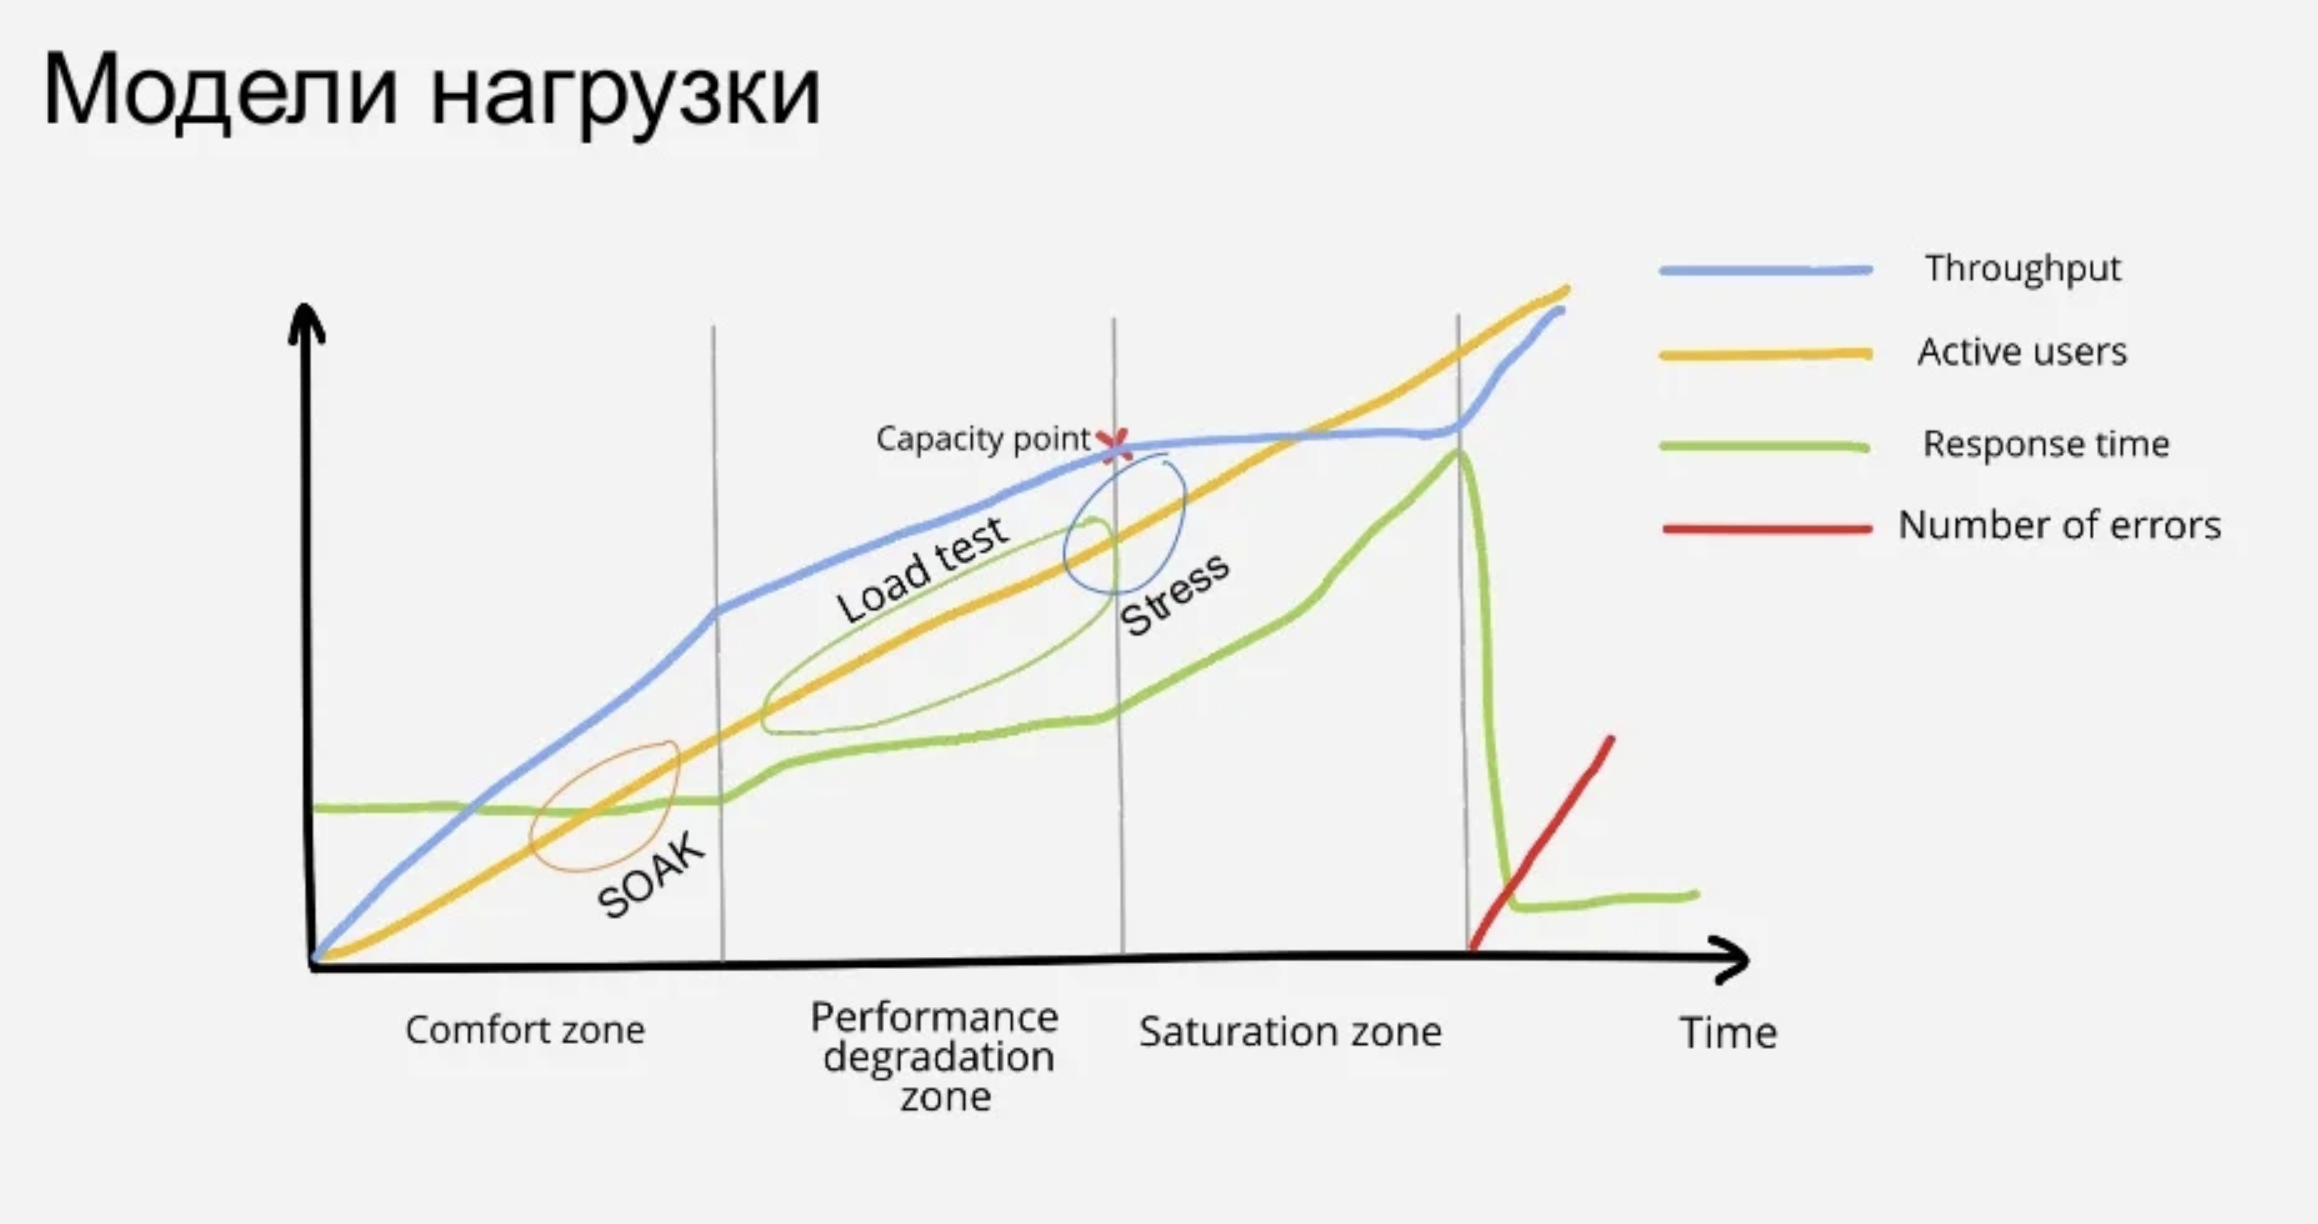 Модели нагрузки
Throughput
Active users
Capacity point
Response time
Load test
Number of errors
Stress
SOAK
Comfort zone
Performance
degradation
zone
Saturation zone
Time